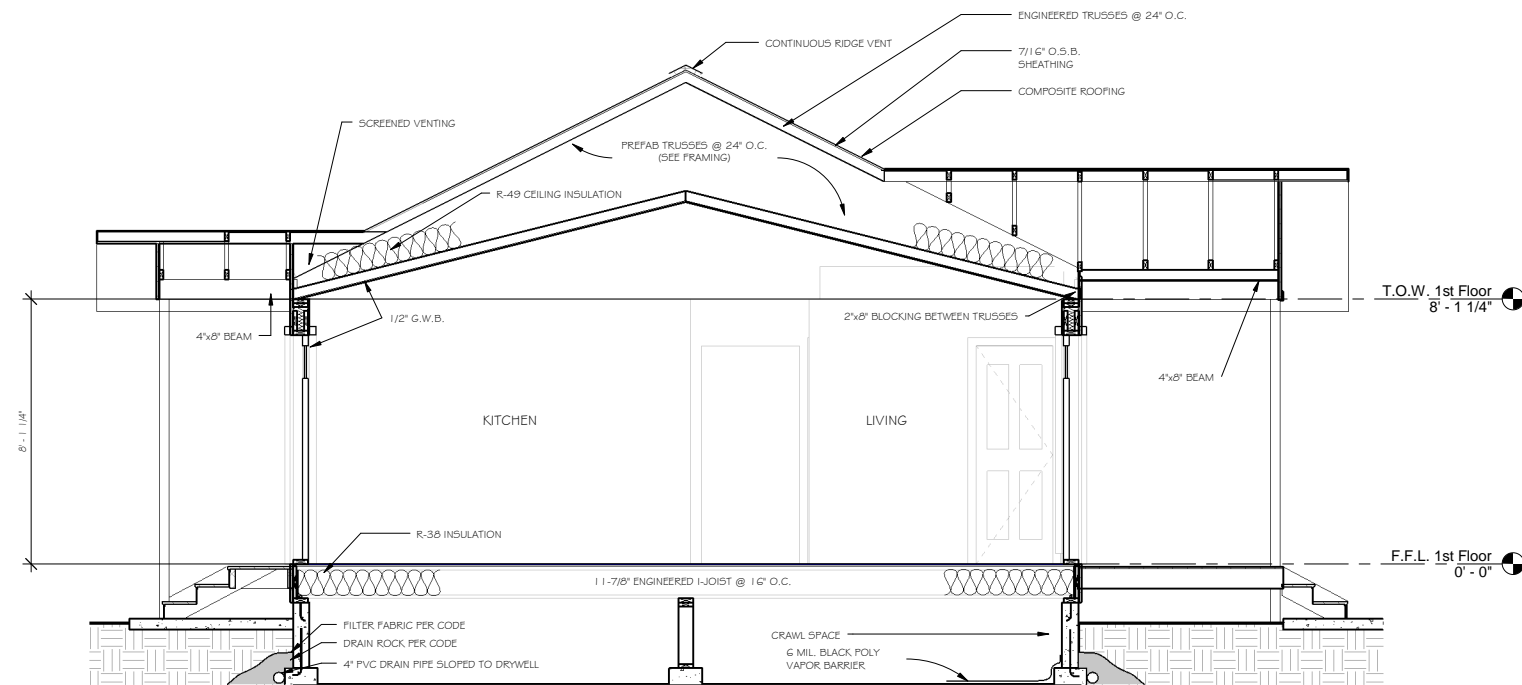 ENGINEERED TRUSSES @ 24" O.C.
CONTINUOUS RIDGE VENT
7/16" O.S.B.
SHEATHING
COMPOSITE ROOFING
SCREENED VENTING
PREFAB TRUSSES @ 24" O.C.
(SEE FRAMING)
R-49 CEILING INSULATION
T.O.W. 1st Floor
8' - 1 1/4"
1/2" G.W.B.
2"x8" BLOCKING BETWEEN TRUSSES
4"x8" BEAM
4"x8" BEAM
8' - 1 1/4"
KITCHEN
LIVING
R-38 INSULATION
F.F.L. 1st Floor
0' - 0"
11-7/8" ENGINEERED I-JOIST @ 16" O.C.
FILTER FABRIC PER CODE
DRAIN ROCK PER CODE
4" PVC DRAIN PIPE SLOPED TO DRYWELL
CRAWL SPACE
6 MIL. BLACK POLY
VAPOR BARRIER